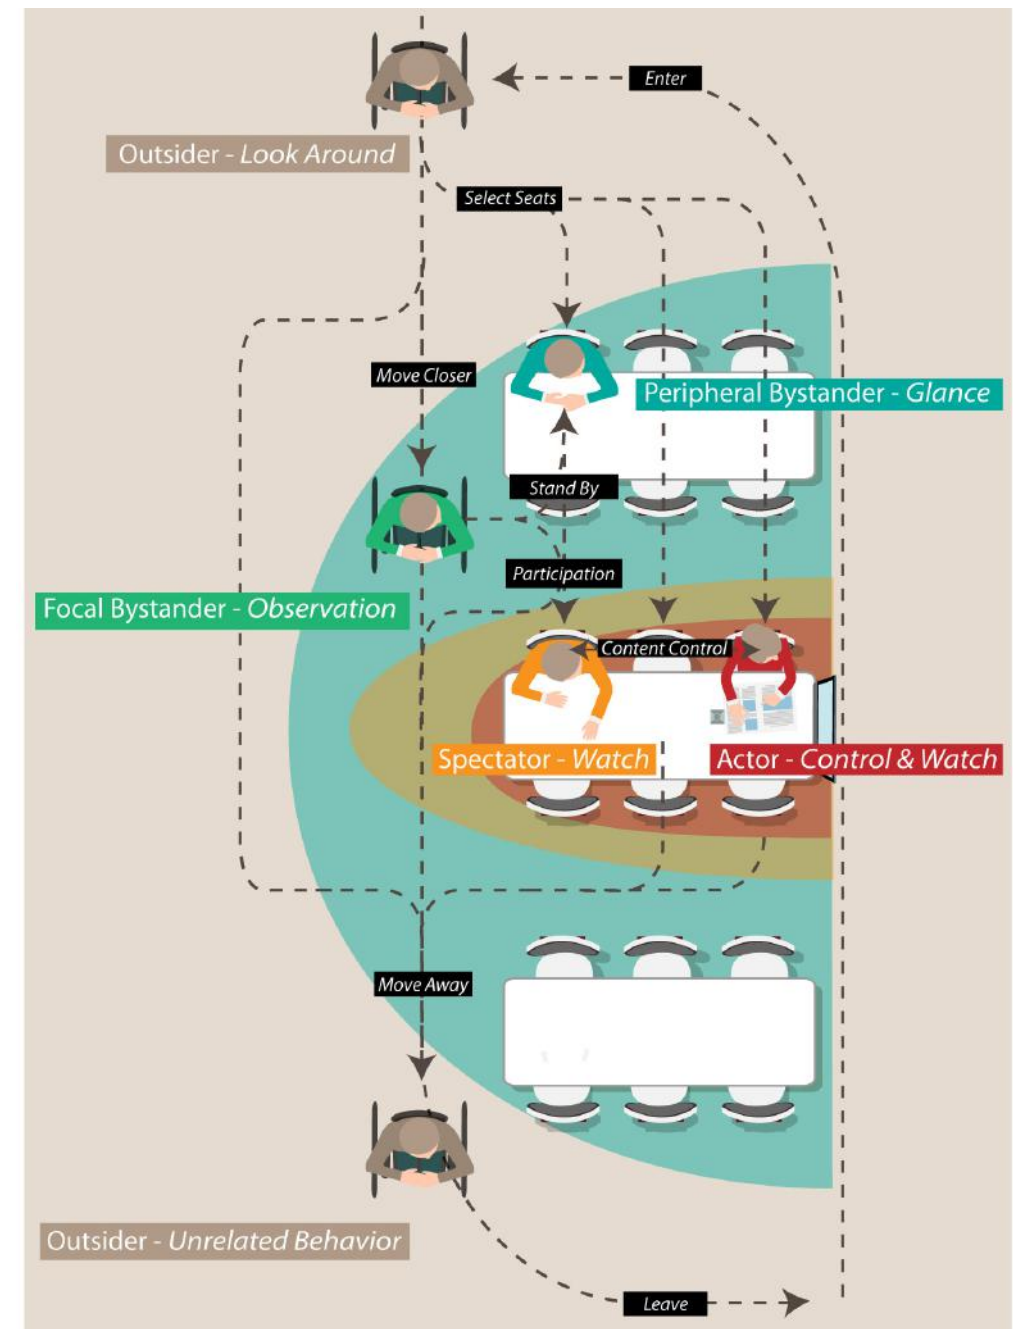 Enter
Outsider - Look Around
Select Seats
Move Closer
Peripheral Bystander - Glance
Stand By
Participation
Focal Bystander - Observation
Content Control
Spectator - Watch
Actor - Control & Watch
Move Away
Outsider - Unrelated Behavior
Leave